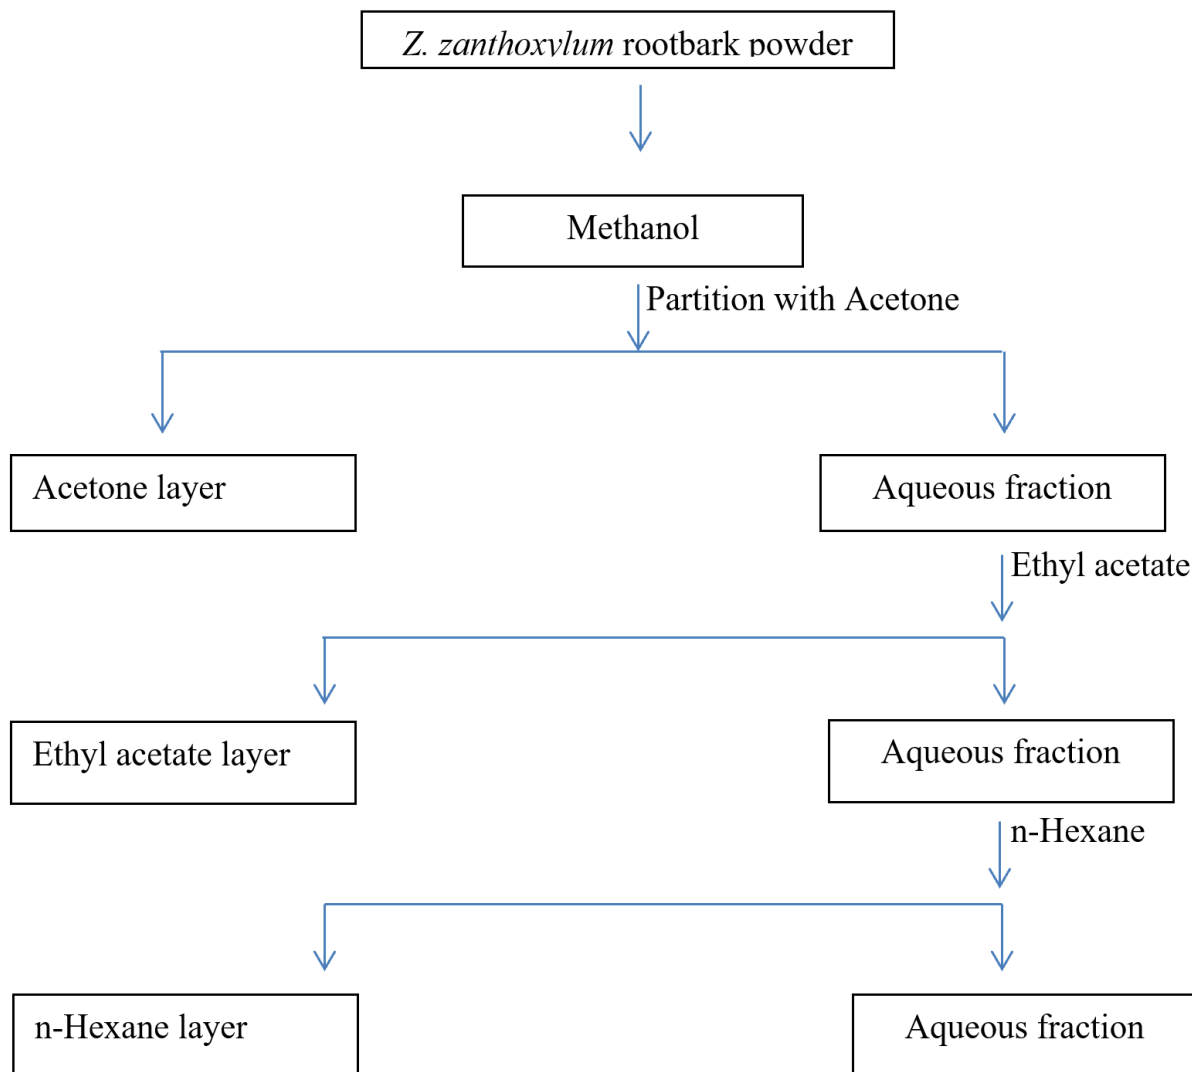 Z. zanthoxylum rootbark powder
Methanol
Partition with Acetone
Acetone layer
Aqueous fraction
Ethyl acetate
Ethyl acetate layer
Aqueous fraction
n-Hexane
n-Hexane layer
Aqueous fraction